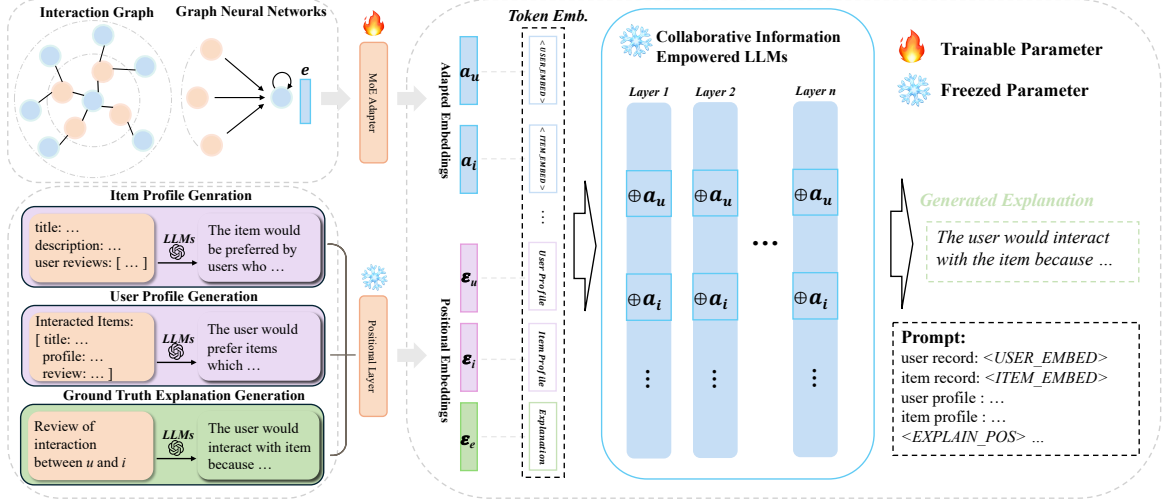 Interaction Graph
Graph Neural Networks
e
MoE Adapter
Item Profile Genration
title: …
description: …
user reviews: [ … ]
LLMs
The item would
be preferred by
users who …
User Profile Generation
Interacted Items:
[ title: …
profile: …
review: … ]
LLMs
The user would
prefer items
which …
Ground Truth Explanation Generation
Review of
interaction
between u and i
LLMs
The user would
interact with item
because …
Positional Layer
Adapted Embeddings
a_u
a_i
Positional Embeddings
ε_u
ε_i
ε_e
Token Emb.
<USER_EMBED>
<ITEM_EMBED>
…
User Profile
Item Profile
Explanation
Collaborative Information
Empowered LLMs
Layer 1
Layer 2
Layer n
⊕a_u
⊕a_u
⊕a_u
…
⊕a_i
⊕a_i
⊕a_i
⋮
⋮
⋮
Trainable Parameter
Freezed Parameter
Generated Explanation
The user would interact
with the item because …
Prompt:
user record: <USER_EMBED>
item record: <ITEM_EMBED>
user profile : …
item profile : …
<EXPLAIN_POS> …